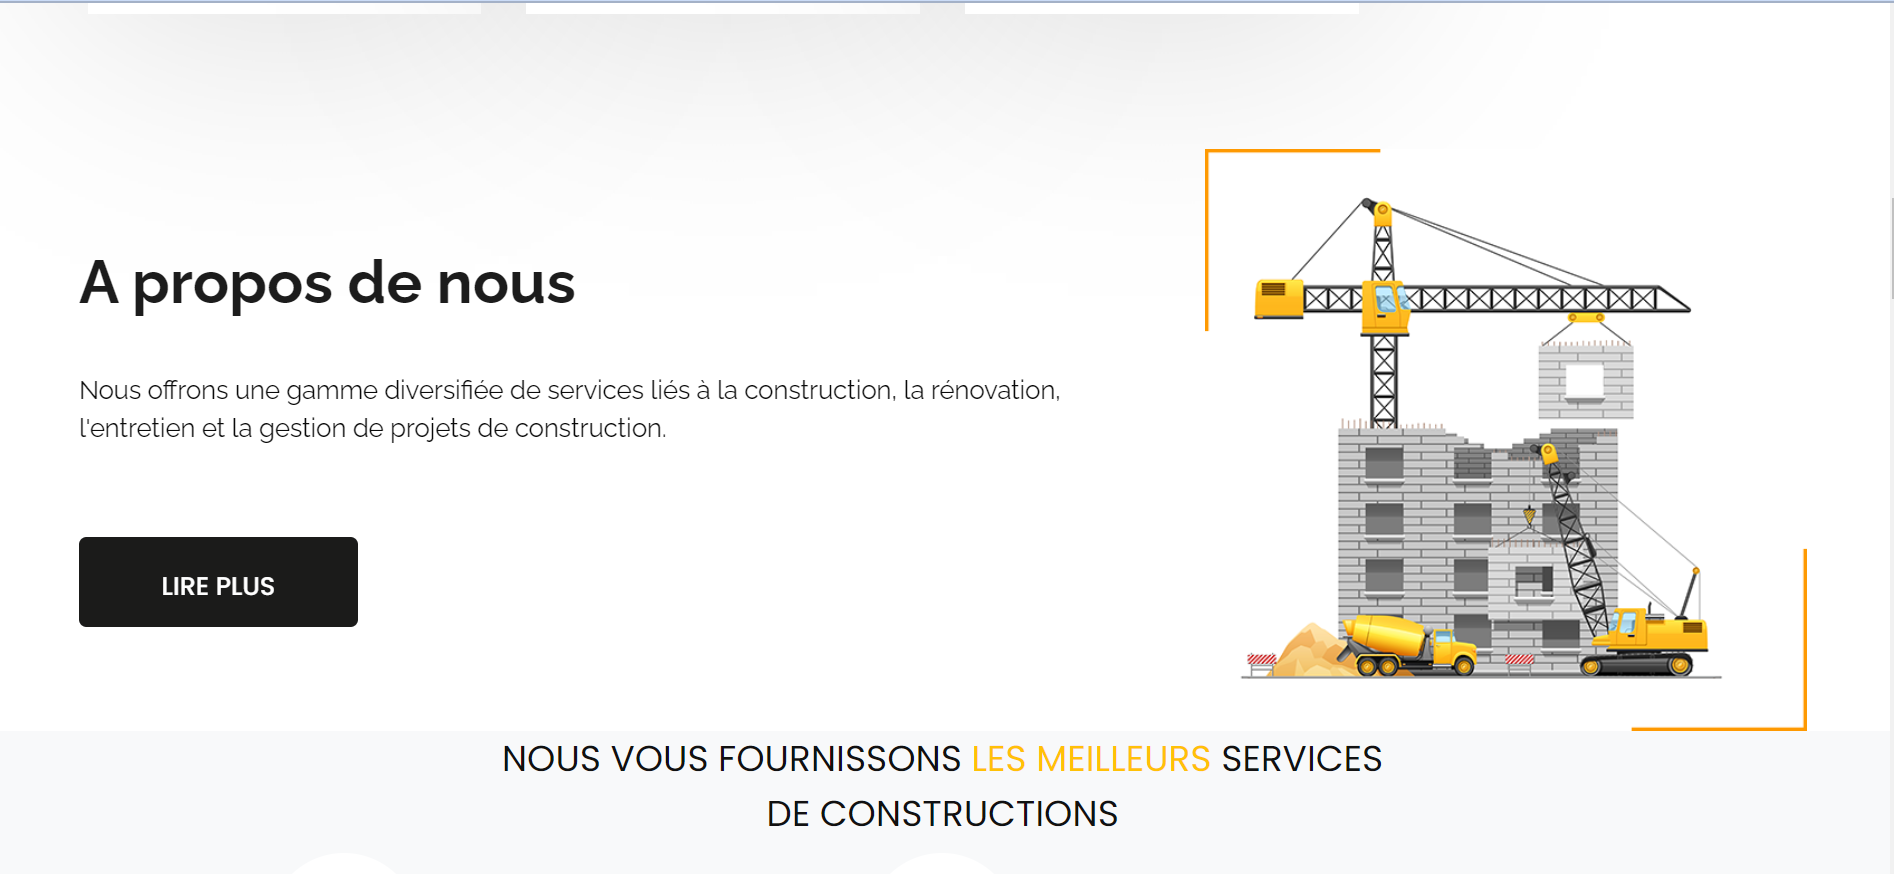 A propos de nous
Nous offrons une gamme diversifiée de services liés à la construction, la rénovation,
l'entretien et la gestion de projets de construction.
LIRE PLUS
NOUS VOUS FOURNISSONS LES MEILLEURS SERVICES
DE CONSTRUCTIONS